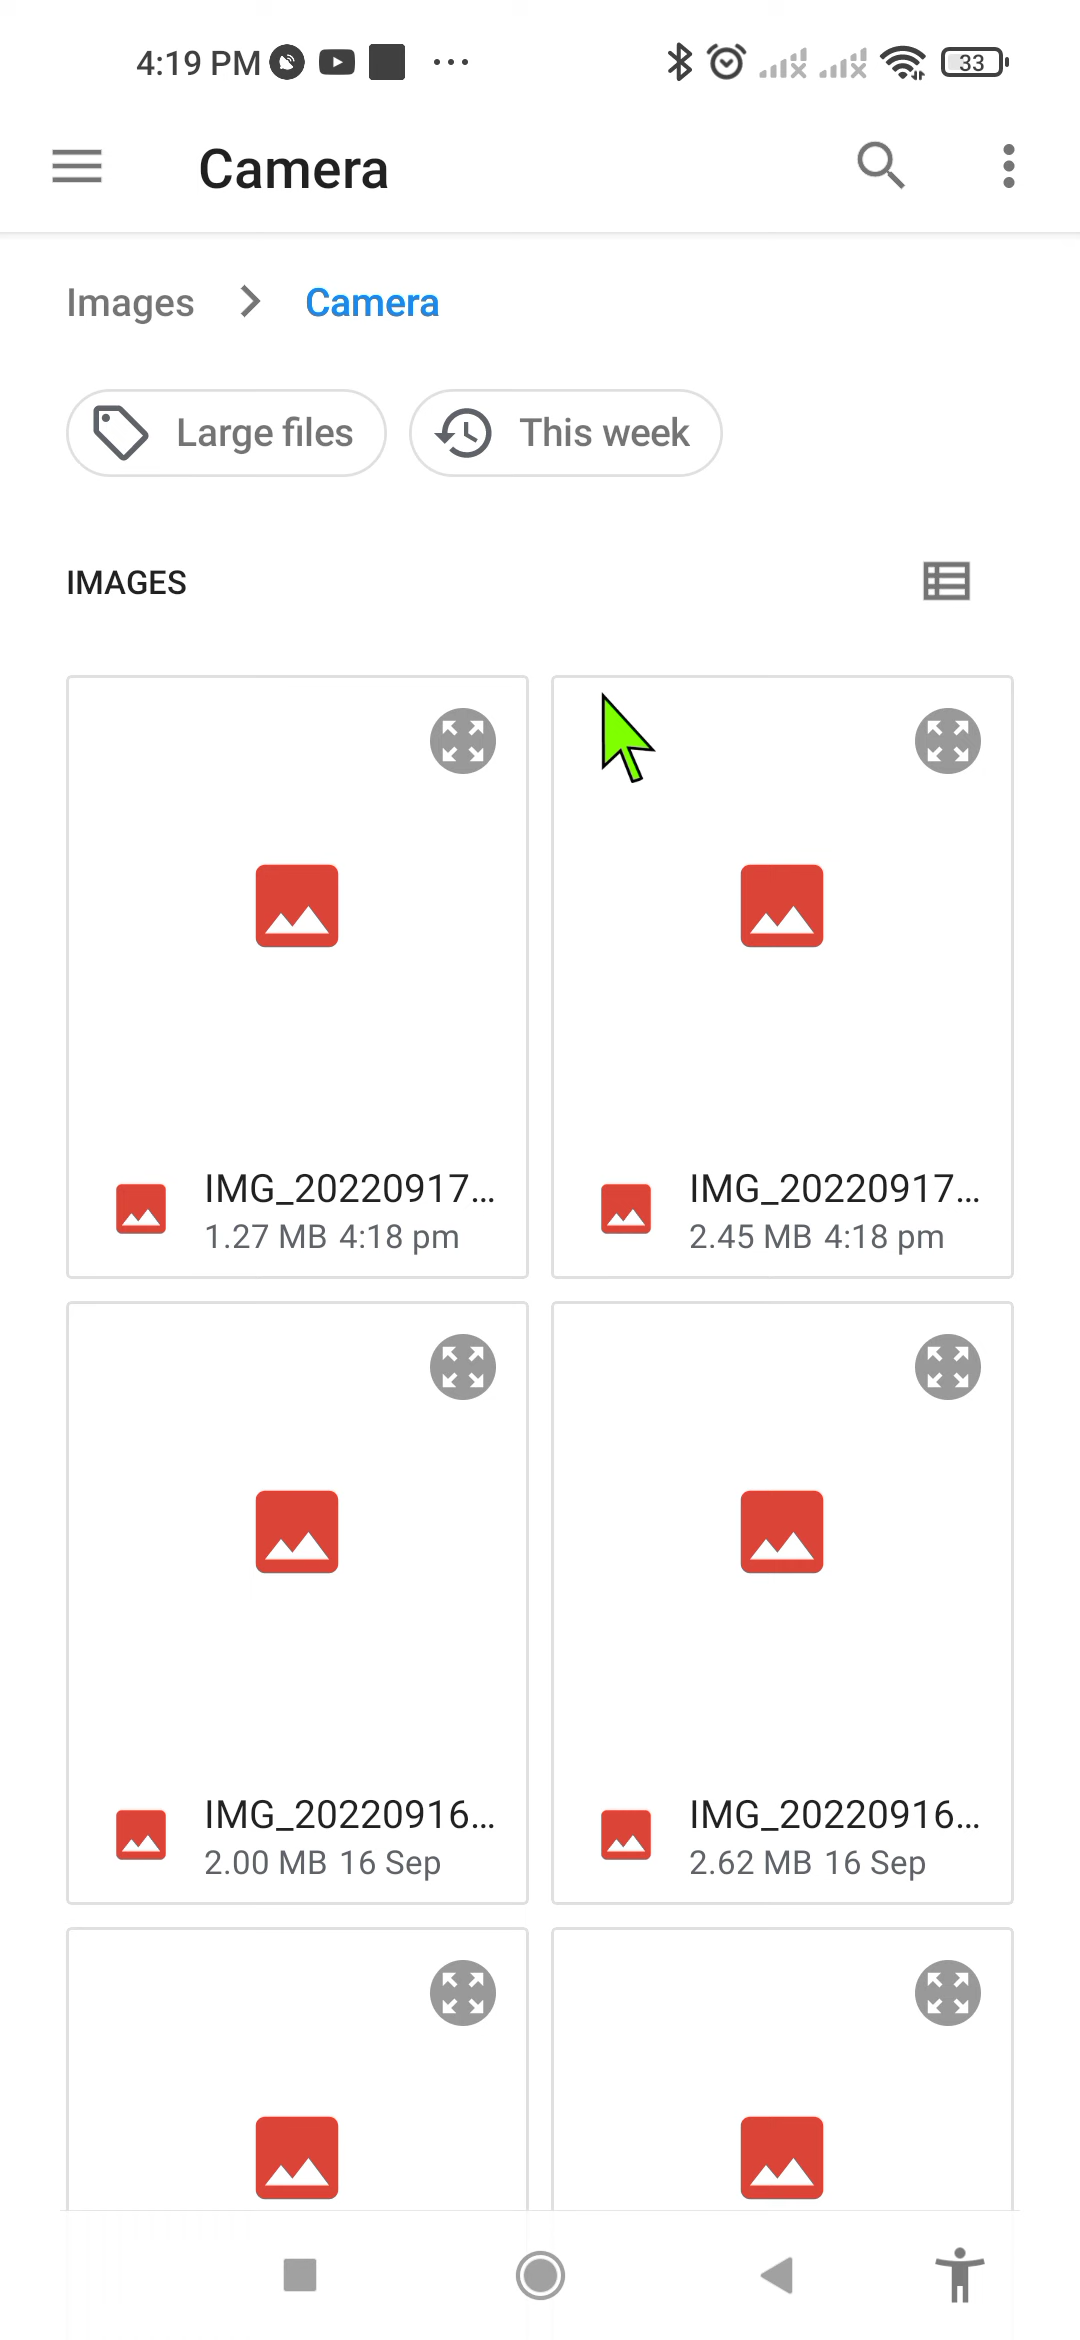 4:19 PM
33
Camera
Images > Camera
Large files
This week
IMAGES
IMG_20220917...
1.27 MB 4:18 pm
IMG_20220917...
2.45 MB 4:18 pm
IMG_20220916...
2.00 MB 16 Sep
IMG_20220916...
2.62 MB 16 Sep